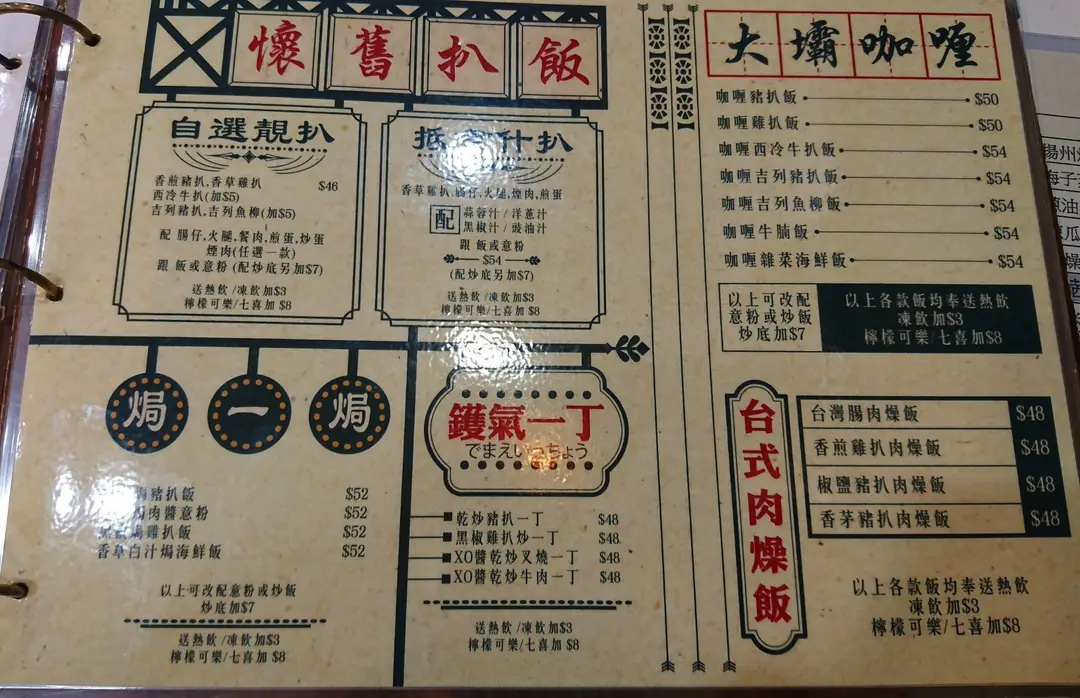 懷舊扒飯
自選靚扒
香煎豬扒,香草雞扒 $46
西冷牛扒(加$5)
吉列豬扒,吉列魚柳(加$5)
配 腸仔,火腿,餐肉,煎蛋,炒蛋
煙肉(任選一款)
跟 飯或意粉 (配炒底另加$7)
送熱飲 /凍飲加$3
檸檬可樂/七喜加 $8
抵 什扒
香草雞扒,腸仔,火腿,煙肉,煎蛋
配
蒜蓉汁 / 洋蔥汁
黑椒汁 / 豉油汁
跟 飯或意粉
$54
(配炒底另加$7)
送熱飲 /凍飲加$3
檸檬可樂/七喜加 $8
焗一焗
豬扒飯 $52
肉醬意粉 $52
雞扒飯 $52
香草白汁焗海鮮飯 $52
以上可改配意粉或炒飯
炒底加$7
送熱飲 /凍飲加$3
檸檬可樂/七喜加 $8
鑊氣一丁
でまえいっちょう
乾炒豬扒一丁 $48
黑椒雞扒炒一丁 $48
XO醬乾炒叉燒一丁 $48
XO醬乾炒牛肉一丁 $48
送熱飲 /凍飲加$3
檸檬可樂/七喜加 $8
大壩咖喱
咖喱豬扒飯 $50
咖喱雞扒飯 $50
咖喱西冷牛扒飯 $54
咖喱吉列豬扒飯 $54
咖喱吉列魚柳飯 $54
咖喱牛腩飯 $54
咖喱雜菜海鮮飯 $54
以上可改配
意粉或炒飯
炒底加$7
以上各款飯均奉送熱飲
凍飲加$3
檸檬可樂/七喜加$8
台式肉燥飯
台灣腸肉燥飯 $48
香煎雞扒肉燥飯 $48
椒鹽豬扒肉燥飯 $48
香茅豬扒肉燥飯 $48
以上各款飯均奉送熱飲
凍飲加$3
檸檬可樂/七喜加$8